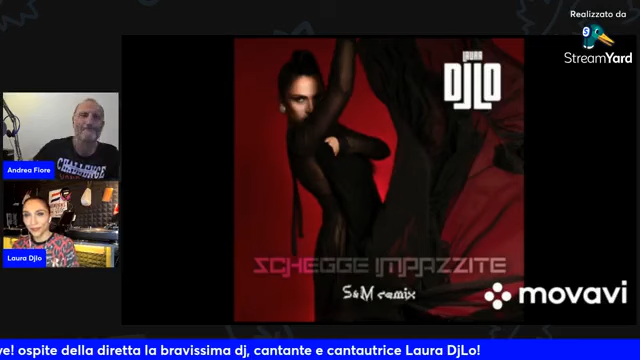 Realizzato da
StreamYard
LAURA
DJLO
Andrea Fiore
CHALLENGE
Laura Djlo
SCHEGGE IMPAZZITE
S&M remix
movavi
ve! ospite della diretta la bravissima dj, cantante e cantautrice Laura DjLo!